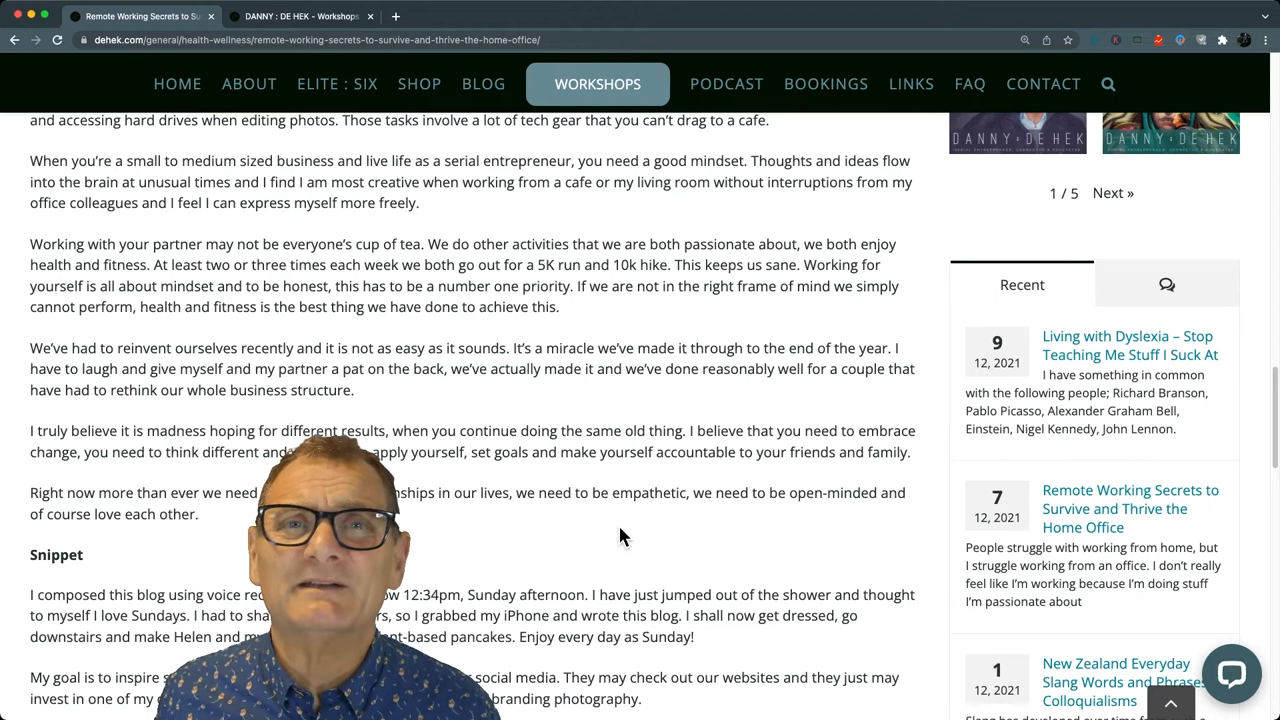 Remote Working Secrets to Su
DANNY : DE HEK - Workshops
dehek.com/general/health-wellness/remote-working-secrets-to-survive-and-thrive-the-home-office/
HOME ABOUT ELITE : SIX SHOP BLOG WORKSHOPS PODCAST BOOKINGS LINKS FAQ CONTACT
and accessing hard drives when editing photos. Those tasks involve a lot of tech gear that you can’t drag to a cafe.
When you’re a small to medium sized business and live life as a serial entrepreneur, you need a good mindset. Thoughts and ideas flow
into the brain at unusual times and I find I am most creative when working from a cafe or my living room without interruptions from my
office colleagues and I feel I can express myself more freely.
Working with your partner may not be everyone’s cup of tea. We do other activities that we are both passionate about, we both enjoy
health and fitness. At least two or three times each week we both go out for a 5K run and 10k hike. This keeps us sane. Working for
yourself is all about mindset and to be honest, this has to be a number one priority. If we are not in the right frame of mind we simply
cannot perform, health and fitness is the best thing we have done to achieve this.
We’ve had to reinvent ourselves recently and it is not as easy as it sounds. It’s a miracle we’ve made it through to the end of the year. I
have to laugh and give myself and my partner a pat on the back, we’ve actually made it and we’ve done reasonably well for a couple that
have had to rethink our whole business structure.
I truly believe it is madness hoping for different results, when you continue doing the same old thing. I believe that you need to embrace
change, you need to think different and apply yourself, set goals and make yourself accountable to your friends and family.
Right now more than ever we need in our lives, we need to be empathetic, we need to be open-minded and
of course love each other.
Snippet
I composed this blog using voice 12:34pm, Sunday afternoon. I have just jumped out of the shower and thought
to myself I love Sundays. I had to so I grabbed my iPhone and wrote this blog. I shall now get dressed, go
downstairs and make Helen and pancakes. Enjoy every day as Sunday!
My goal is to inspire social media. They may check out our websites and they just may
invest in one of my branding photography.
DANNY : DE HEK
DANNY : DE HEK
1 / 5 Next »
Recent
9
12, 2021
Living with Dyslexia – Stop
Teaching Me Stuff I Suck At
I have something in common
with the following people; Richard Branson,
Pablo Picasso, Alexander Graham Bell,
Einstein, Nigel Kennedy, John Lennon.
7
12, 2021
Remote Working Secrets to
Survive and Thrive the
Home Office
People struggle with working from home, but
I struggle working from an office. I don’t really
feel like I’m working because I’m doing stuff
I’m passionate about
1
12, 2021
New Zealand Everyday
Slang Words and Phrases
Colloquialisms